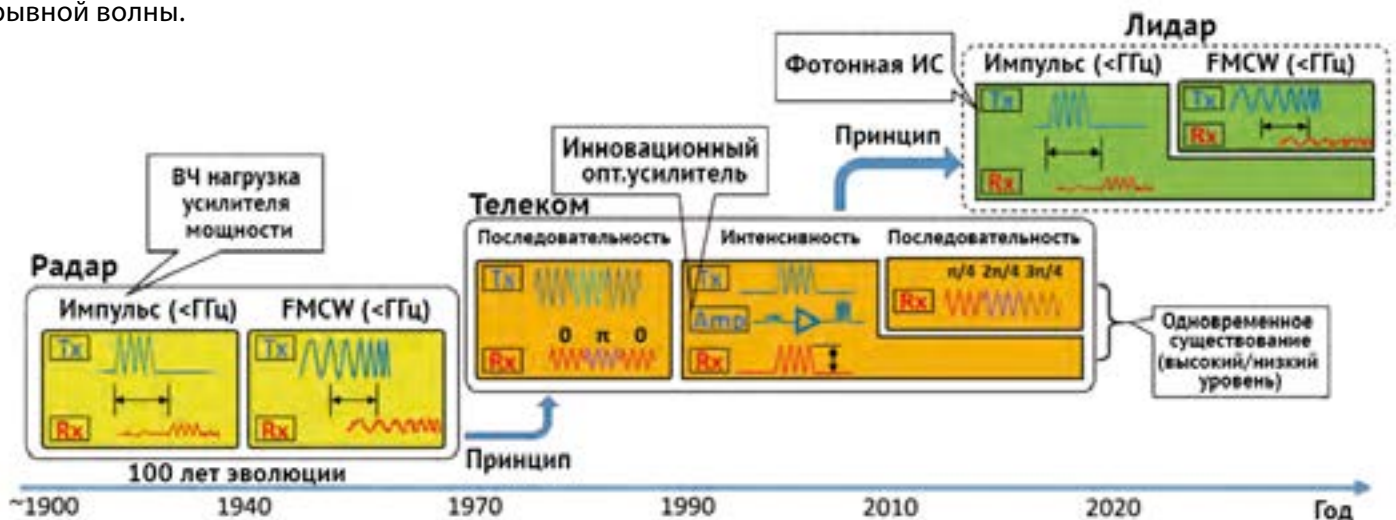 рывной волны.
Лидар
Фотонная ИС
Импульс (<ГГц)
FMCW (<ГГц)
Tx
Rx
Tx
Rx
Принцип
Инновационный
опт.усилитель
ВЧ нагрузка
усилителя
мощности
Телеком
Последовательность
Tx
0 π 0
Rx
Интенсивность
Tx
Amp
Rx
Последовательность
π/4 2π/4 3π/4
Rx
Одновременное
существование
(высокий/низкий
уровень)
Радар
Импульс (<ГГц)
Tx
Rx
FMCW (<ГГц)
Tx
Rx
Принцип
100 лет эволюции
~1900 1940 1970 1990 2010 2020 Год